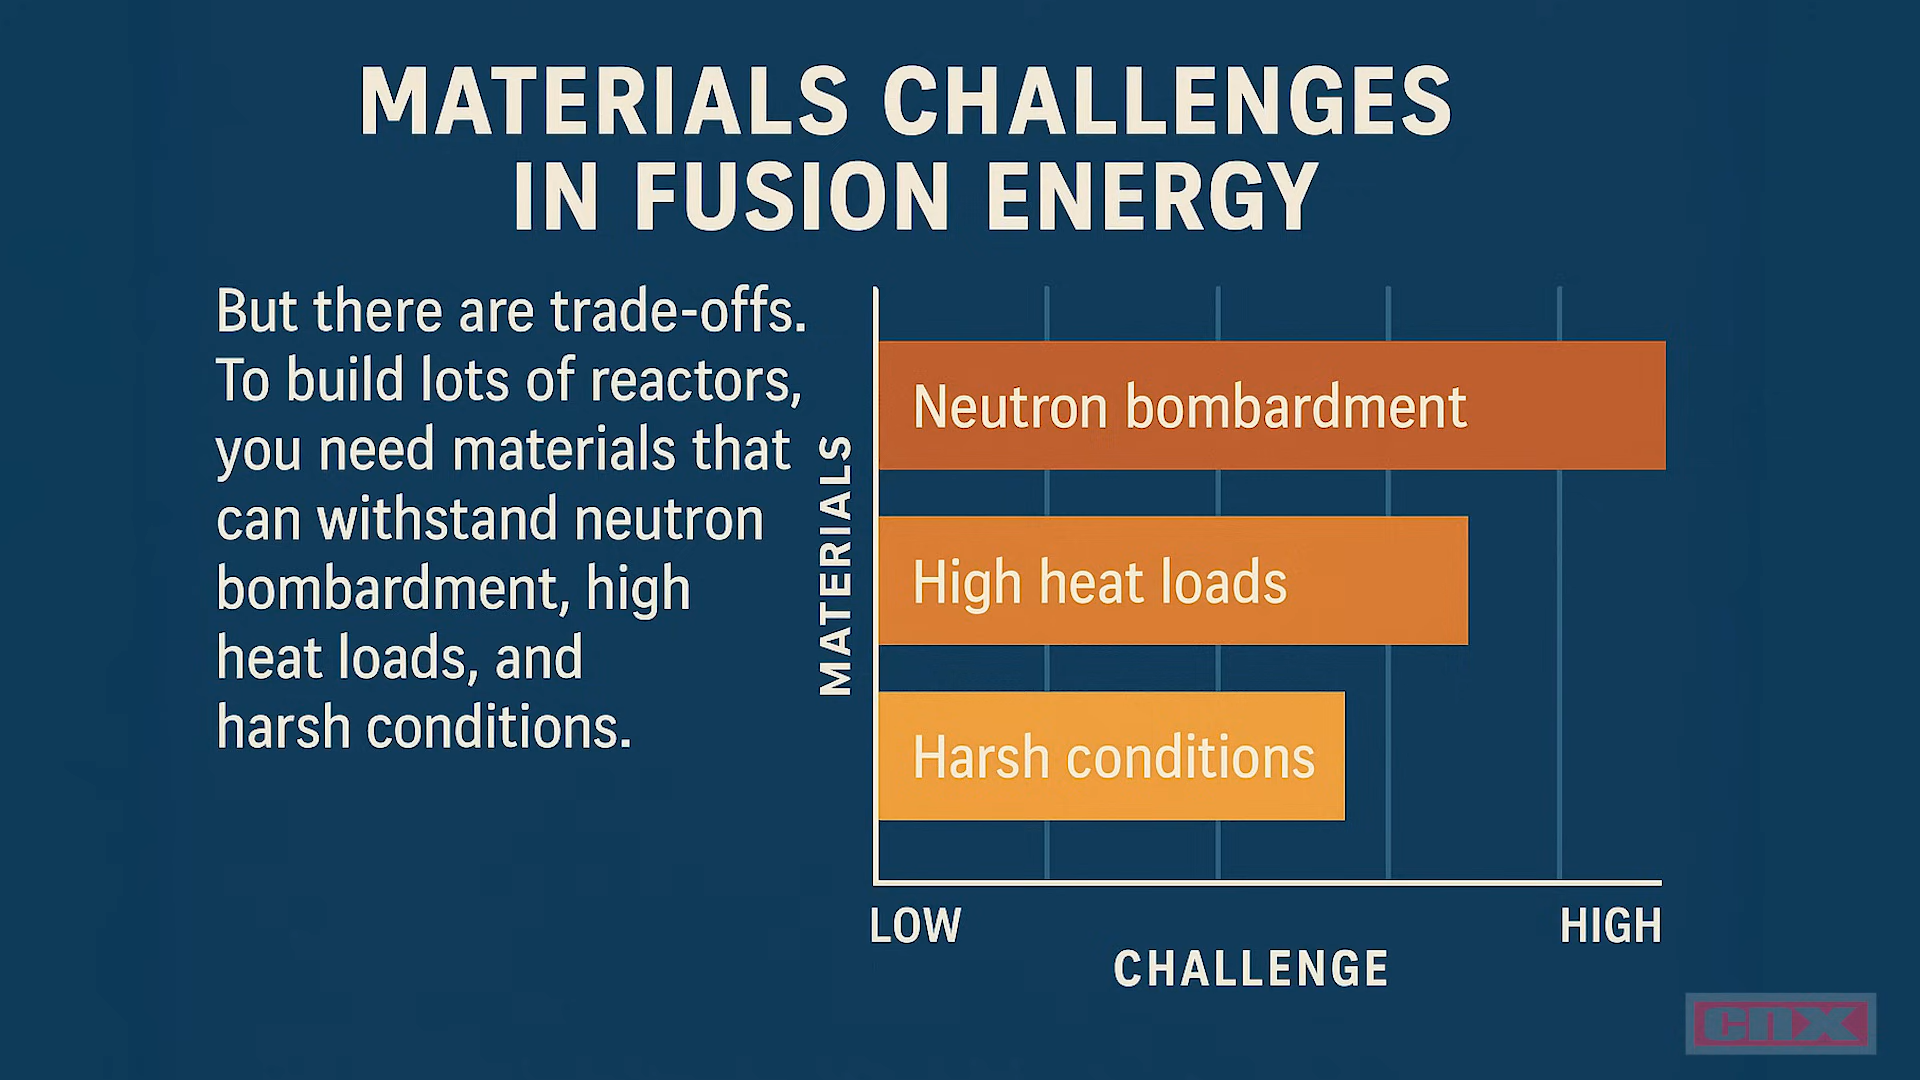 MATERIALS CHALLENGES
IN FUSION ENERGY
But there are trade-offs.
To build lots of reactors,
you need materials that
can withstand neutron
bombardment, high
heat loads, and
harsh conditions.
MATERIALS
Neutron bombardment
High heat loads
Harsh conditions
LOW
HIGH
CHALLENGE
cnx